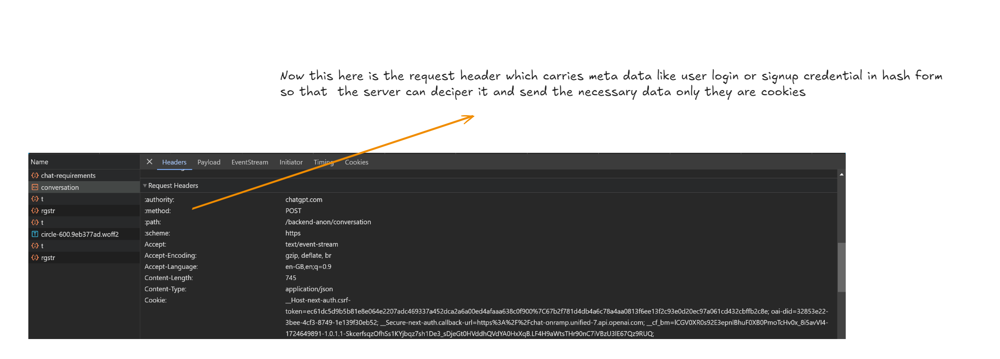 Now this here is the request header which carries meta data like user login or signup credential in hash form
so that the server can deciper it and send the necessary data only they are cookies
Name
Headers Payload EventStream Initiator Timing Cookies
chat-requirements
conversation
t
rgstr
t
circle-600.9eb377ad.woff2
t
rgstr
Request Headers
:authority: chatgpt.com
:method: POST
:path: /backend-anon/conversation
:scheme: https
Accept: text/event-stream
Accept-Encoding: gzip, deflate, br
Accept-Language: en-GB,en;q=0.9
Content-Length: 745
Content-Type: application/json
Cookie: __Host-next-auth.csrf-
token=ec61dc5d9b5b81e8e064e2207adc469337a452dca2a6a00ed4afaaa638c0f900%7C67b2f781d4db4a6c78a4aa0813f6ee13f2c93e0d20ec97a061cd432cbffb2c8e; oai-did=32853e22-
3bee-4cf3-8749-1e139f30eb52; __Secure-next-auth.callback-url=https%3A%2F%2Fchat-onramp.unified-7.api.openai.com; __cf_bm=lCGV0XR0s92E3epnlBhuF0XB0PmoTcHv0x_8i5avVI4-
1724649891-1.0.1.1-SkcerfsqzOfhSs1KYjbqz7sh1De3_sDjeGt0HVddhQVdYA0HxXqB.LF4H9aWtsTHr90nC7iVBzU3lE67Qz9RUQ;